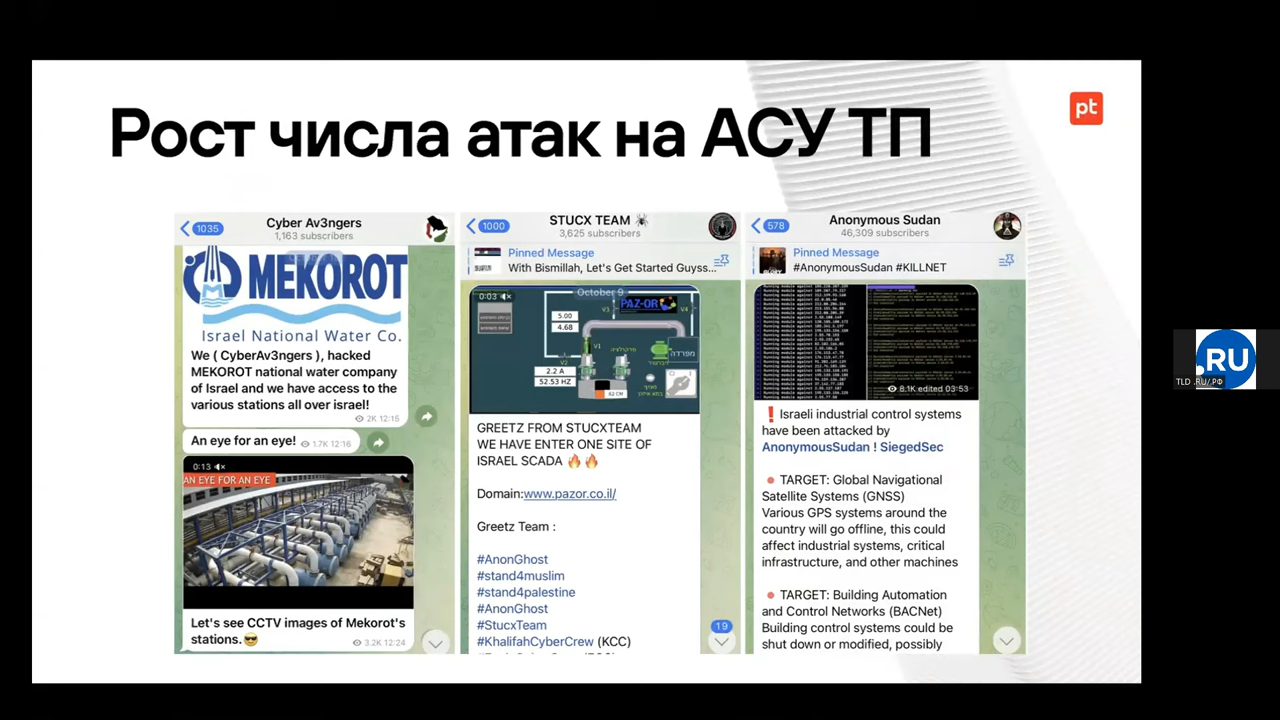 Рост числа атак на АСУ ТП
pt
1035
Cyber Av3ngers
1,163 subscribers
MEKOROT
Israel National Water Co.
We ( CyberAv3ngers ), hacked
MEKOROT national water company
of Israel and we have access to the
various stations all over israel!
2K 12:15
An eye for an eye!
1.7K 12:16
0:13
AN EYE FOR AN EYE
Let's see CCTV images of Mekorot's
stations.😎
3.2K 12:24
1000
STUCX TEAM 🕷
3,625 subscribers
Pinned Message
With Bismillah, Let's Get Started Guyss...
0:03
October 9
PAZ-OR
V3
V4
5.00
4.68
V1
V2
2.2 A
52.53 HZ
62 CM
מפרדה
GREETZ FROM STUCXTEAM
WE HAVE ENTER ONE SITE OF
ISRAEL SCADA 🔥🔥
Domain:www.pazor.co.il/
Greetz Team :
#AnonGhost
#stand4muslim
#stand4palestine
#AnonGhost
#StucxTeam
#KhalifahCyberCrew (KCC)
19
578
Anonymous Sudan
46,309 subscribers
Pinned Message
#AnonymousSudan #KILLNET
8.1K edited 03:53
❗Israeli industrial control systems
have been attacked by
AnonymousSudan ! SiegedSec
🔸 TARGET: Global Navigational
Satellite Systems (GNSS)
Various GPS systems around the
country will go offline, this could
affect industrial systems, critical
infrastructure, and other machines
🔸 TARGET: Building Automation
and Control Networks (BACNet)
Building control systems could be
shut down or modified, possibly
.RU
TLD .RU/.РФ